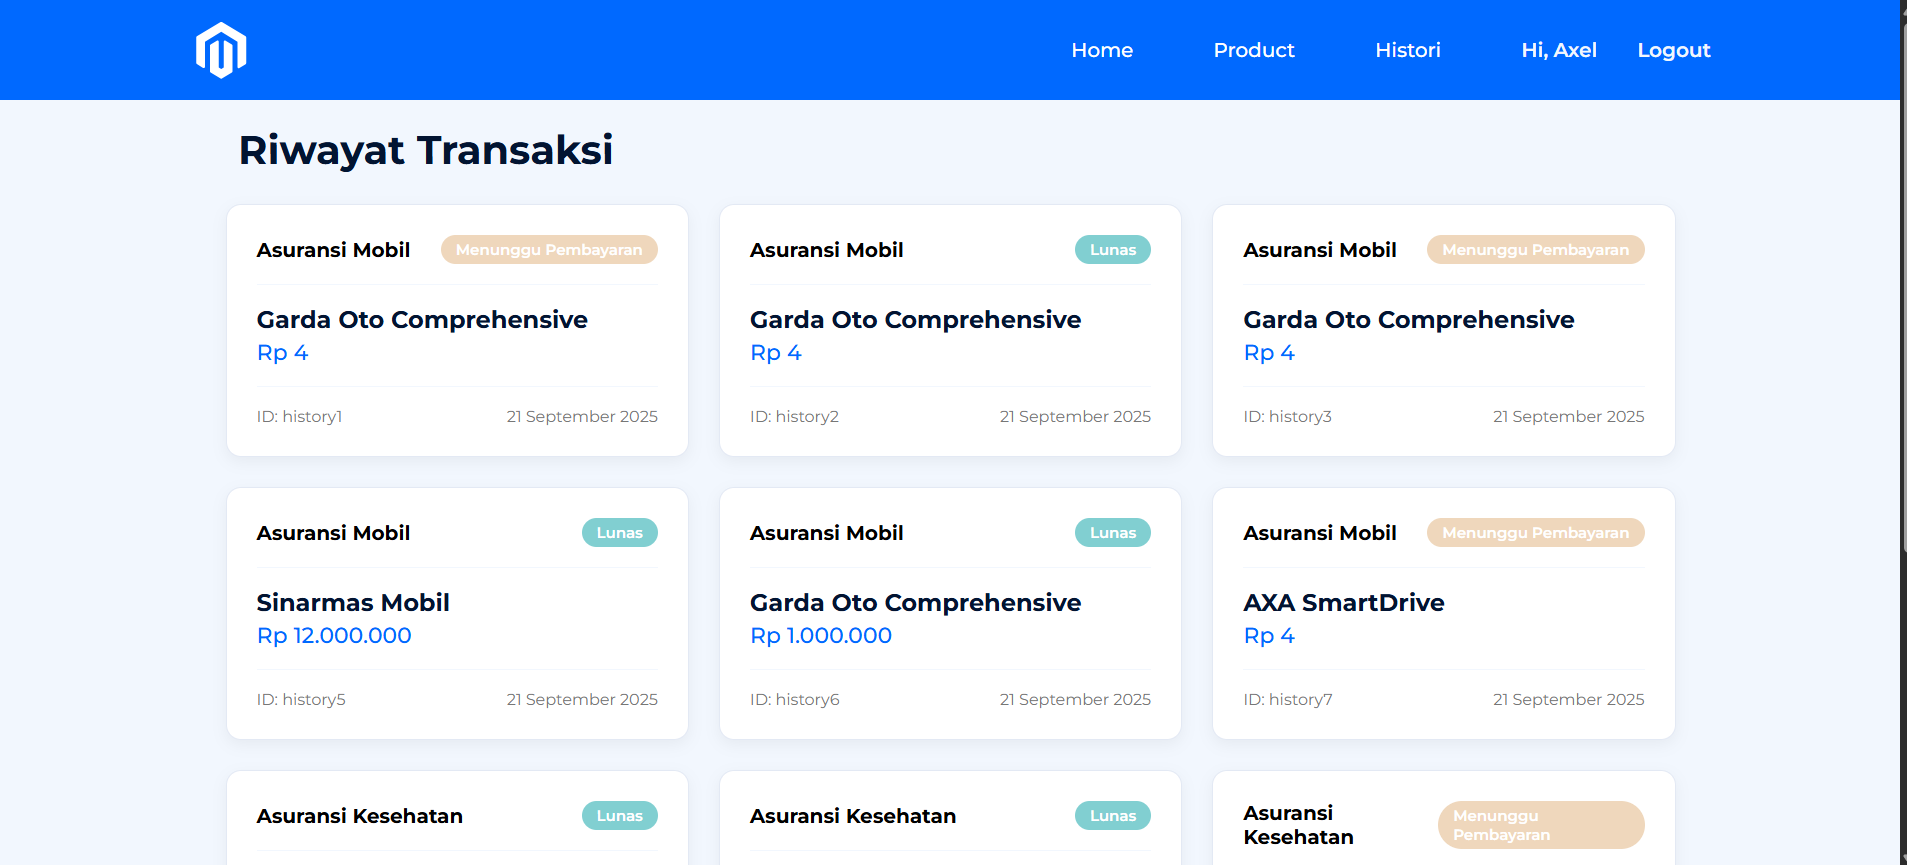 Home Product Histori Hi, Axel Logout
Riwayat Transaksi
Asuransi Mobil Menunggu Pembayaran
Garda Oto Comprehensive
Rp 4
ID: history1 21 September 2025
Asuransi Mobil Lunas
Garda Oto Comprehensive
Rp 4
ID: history2 21 September 2025
Asuransi Mobil Menunggu Pembayaran
Garda Oto Comprehensive
Rp 4
ID: history3 21 September 2025
Asuransi Mobil Lunas
Sinarmas Mobil
Rp 12.000.000
ID: history5 21 September 2025
Asuransi Mobil Lunas
Garda Oto Comprehensive
Rp 1.000.000
ID: history6 21 September 2025
Asuransi Mobil Menunggu Pembayaran
AXA SmartDrive
Rp 4
ID: history7 21 September 2025
Asuransi Kesehatan Lunas
Asuransi Kesehatan Lunas
Asuransi
Kesehatan
Menunggu
Pembayaran